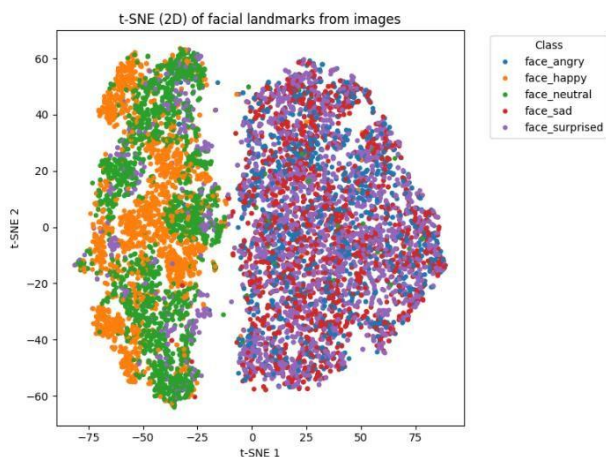 t-SNE (2D) of facial landmarks from images
Class
face_angry
face_happy
face_neutral
face_sad
face_surprised
60
40
20
0
−20
−40
−60
t-SNE 2
−75
−50
−25
0
25
50
75
t-SNE 1